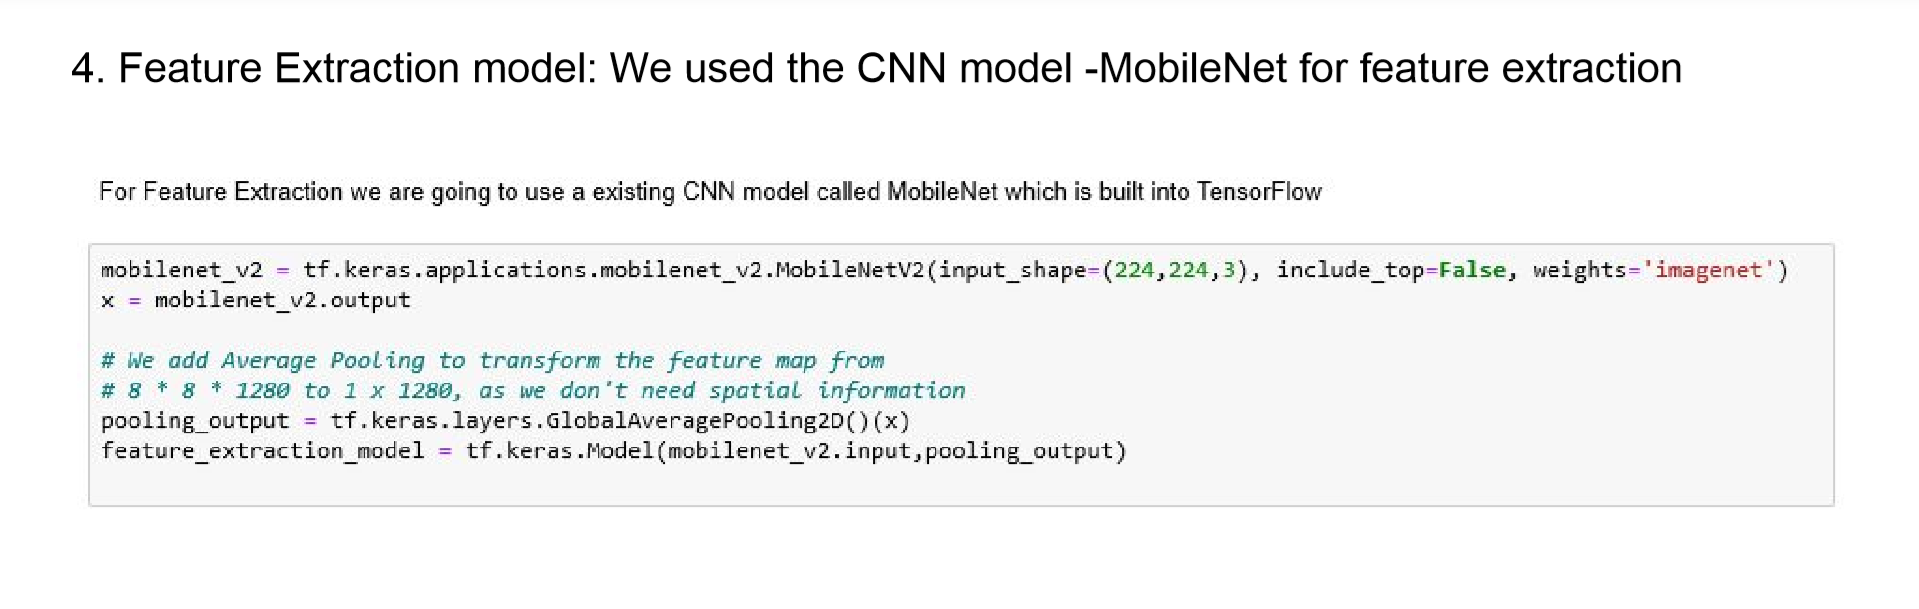 4. Feature Extraction model: We used the CNN model -MobileNet for feature extraction
For Feature Extraction we are going to use a existing CNN model called MobileNet which is built into TensorFlow
mobilenet_v2 = tf.keras.applications.mobilenet_v2.MobileNetV2(input_shape=(224,224,3), include_top=False, weights='imagenet')
x = mobilenet_v2.output
# We add Average Pooling to transform the feature map from
# 8 * 8 * 1280 to 1 x 1280, as we don't need spatial information
pooling_output = tf.keras.layers.GlobalAveragePooling2D()(x)
feature_extraction_model = tf.keras.Model(mobilenet_v2.input,pooling_output)